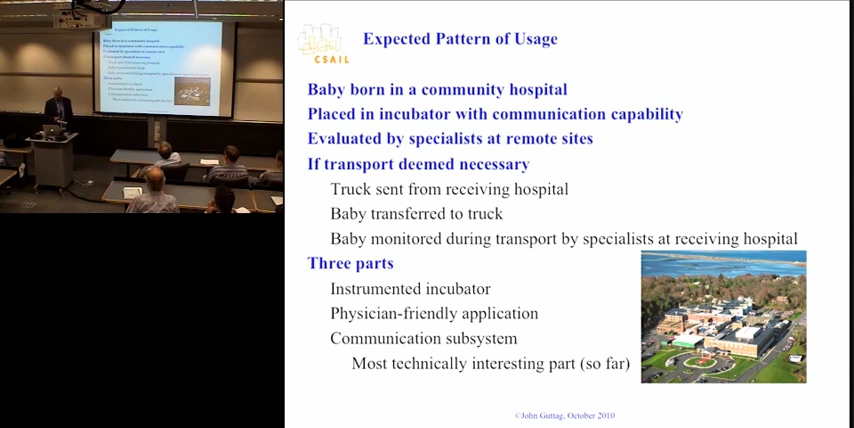 CSAIL
Expected Pattern of Usage
Baby born in a community hospital
Placed in incubator with communication capability
Evaluated by specialists at remote sites
If transport deemed necessary
Truck sent from receiving hospital
Baby transferred to truck
Baby monitored during transport by specialists at receiving hospital
Three parts
Instrumented incubator
Physician-friendly application
Communication subsystem
Most technically interesting part (so far)
©John Guttag, October 2010